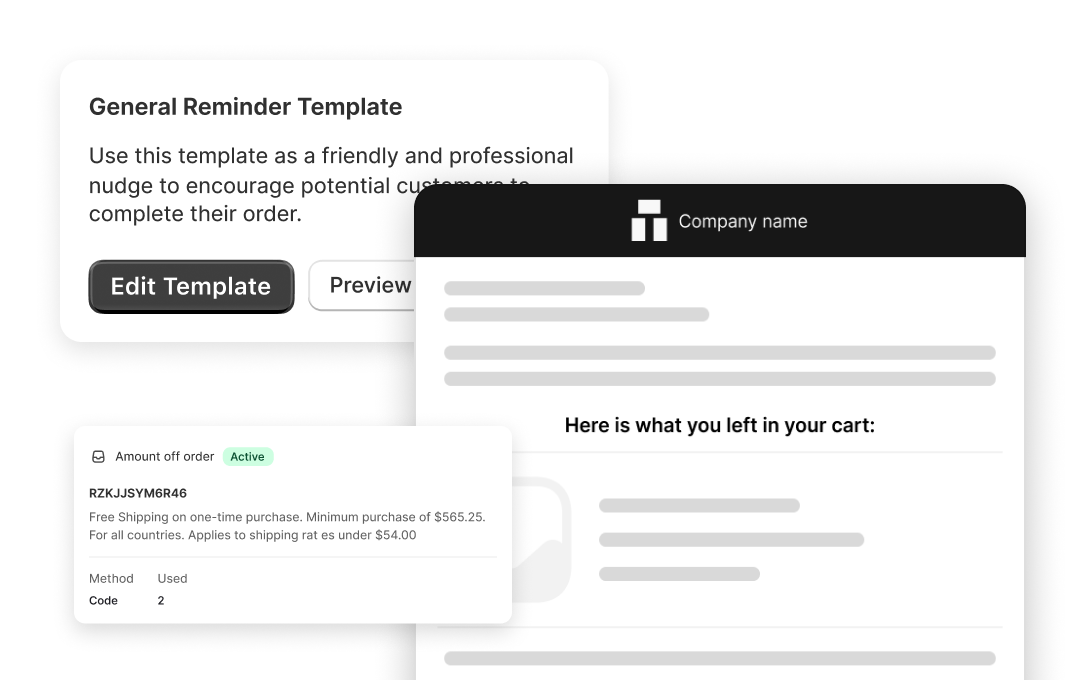 General Reminder Template
Use this template as a friendly and professional
nudge to encourage potential customers to
complete their order.
Edit Template
Preview
Company name
Here is what you left in your cart:
Amount off order
Active
RZKJJSYM6R46
Free Shipping on one-time purchase. Minimum purchase of $565.25.
For all countries. Applies to shipping rat es under $54.00
Method Used
Code 2